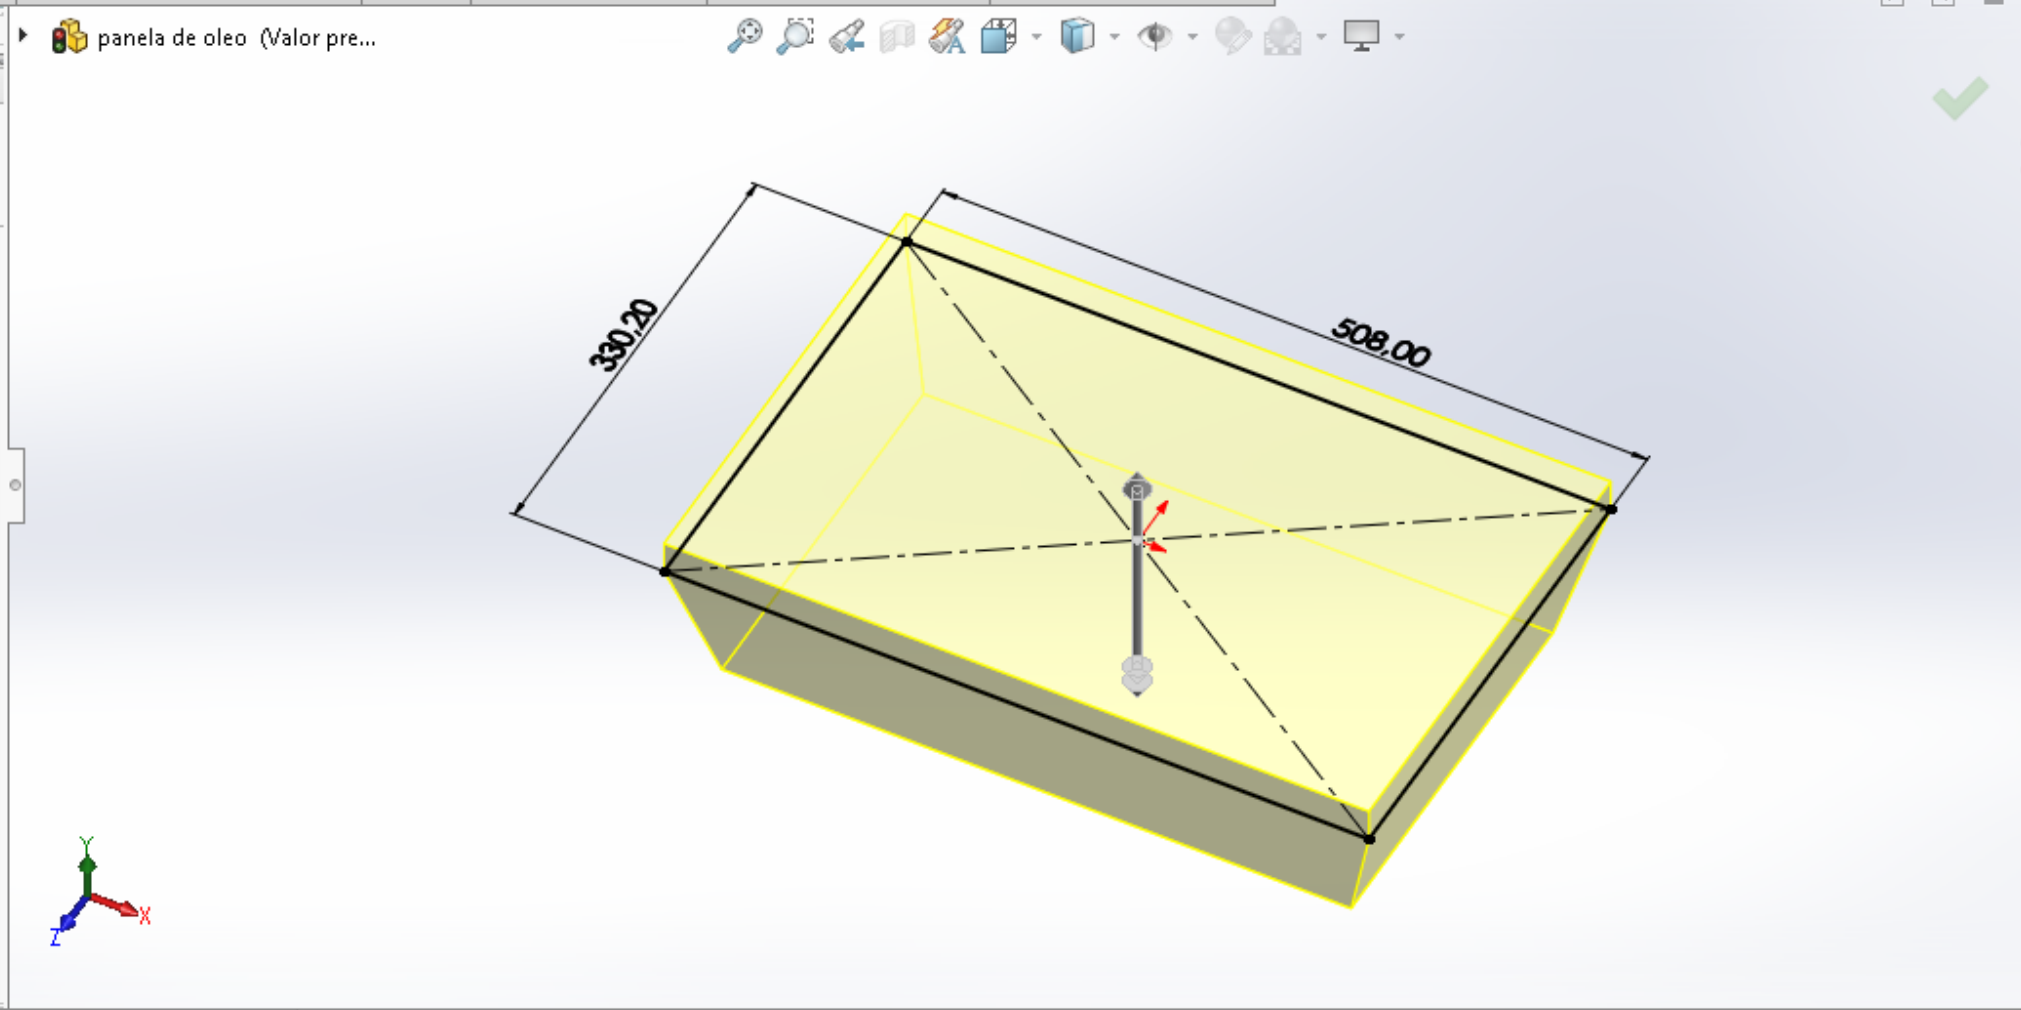 panela de oleo (Valor pre...
330,20
508,00
Y
X
Z